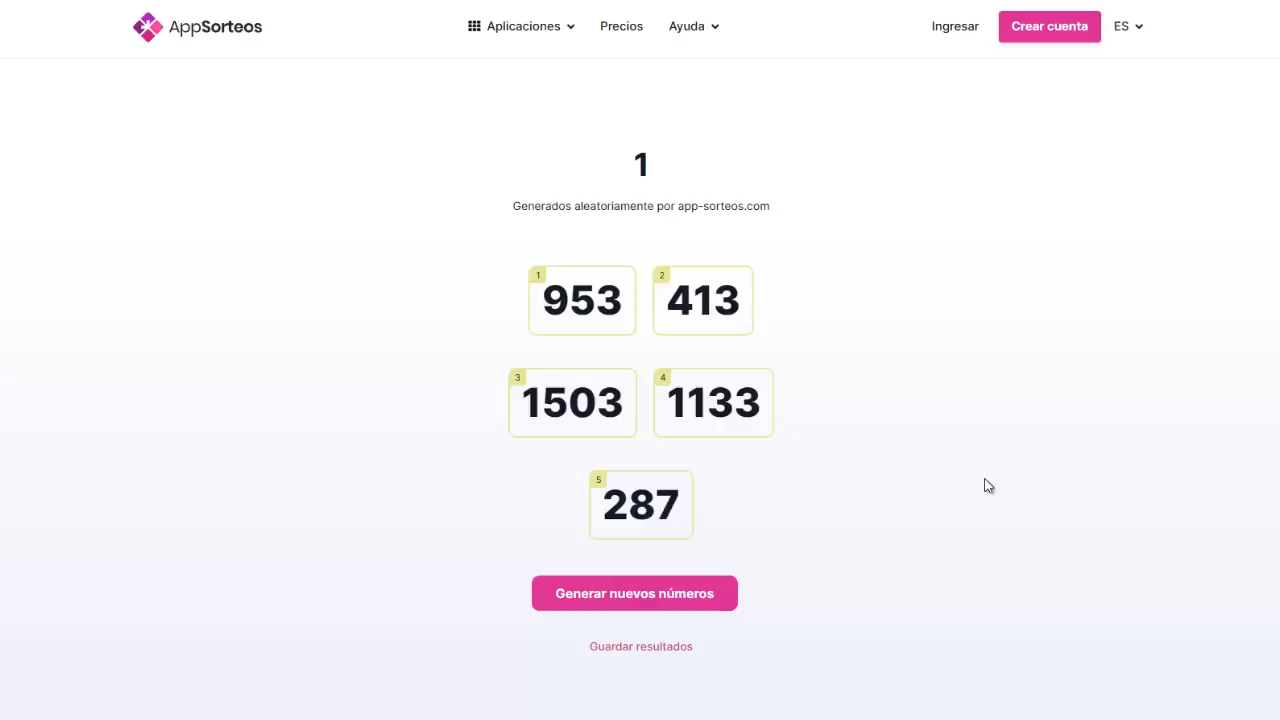 AppSorteos
Aplicaciones
Precios
Ayuda
Ingresar
Crear cuenta
ES
1
Generados aleatoriamente por app-sorteos.com
1
953
2
413
3
1503
4
1133
5
287
Generar nuevos números
Guardar resultados